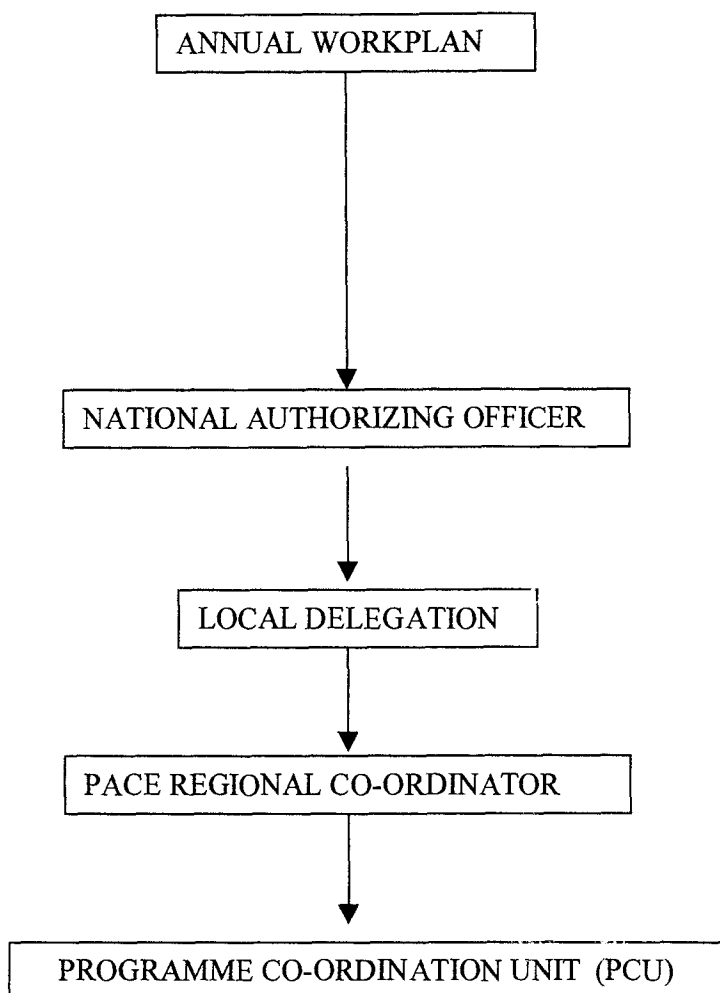 ANNUAL WORKPLAN
NATIONAL AUTHORIZING OFFICER
LOCAL DELEGATION
PACE REGIONAL CO-ORDINATOR
PROGRAMME CO-ORDINATION UNIT (PCU)